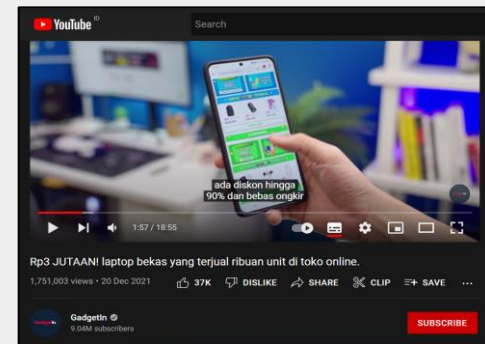 YouTube ID
Search
ada diskon hingga
90% dan bebas ongkir
1:57 / 18:55
Rp3 JUTAAN! laptop bekas yang terjual ribuan unit di toko online.
1,751,003 views • 20 Dec 2021
37K DISLIKE SHARE CLIP SAVE ...
GadgetIn
9.04M subscribers
SUBSCRIBE